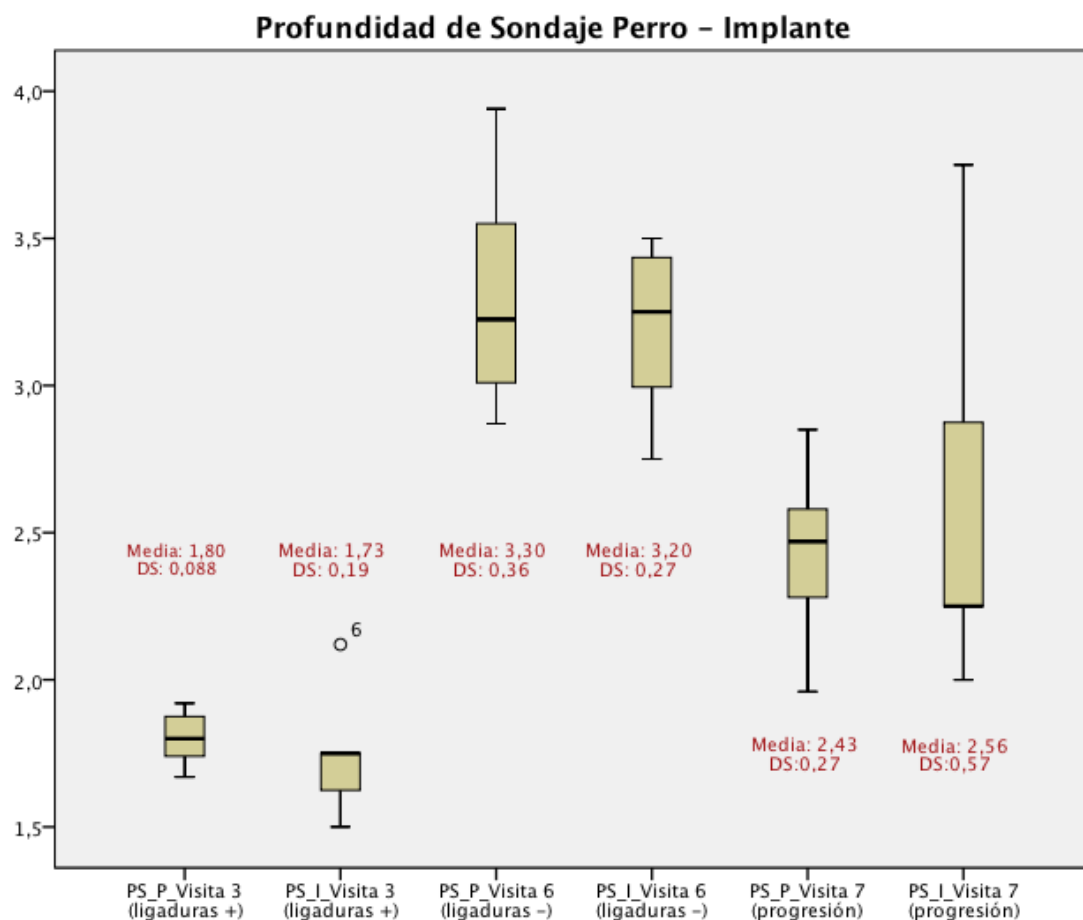 Profundidad de Sondaje Perro – Implante
4,0
3,5
3,0
2,5
2,0
1,5
Media: 1,80
DS: 0,088
Media: 1,73
DS: 0,19
Media: 3,30
DS: 0,36
Media: 3,20
DS: 0,27
6
Media: 2,43
DS:0,27
Media: 2,56
DS:0,57
PS_P_Visita 3
(ligaduras +)
PS_I_Visita 3
(ligaduras +)
PS_P_Visita 6
(ligaduras –)
PS_I_Visita 6
(ligaduras –)
PS_P_Visita 7
(progresión)
PS_I_Visita 7
(progresión)